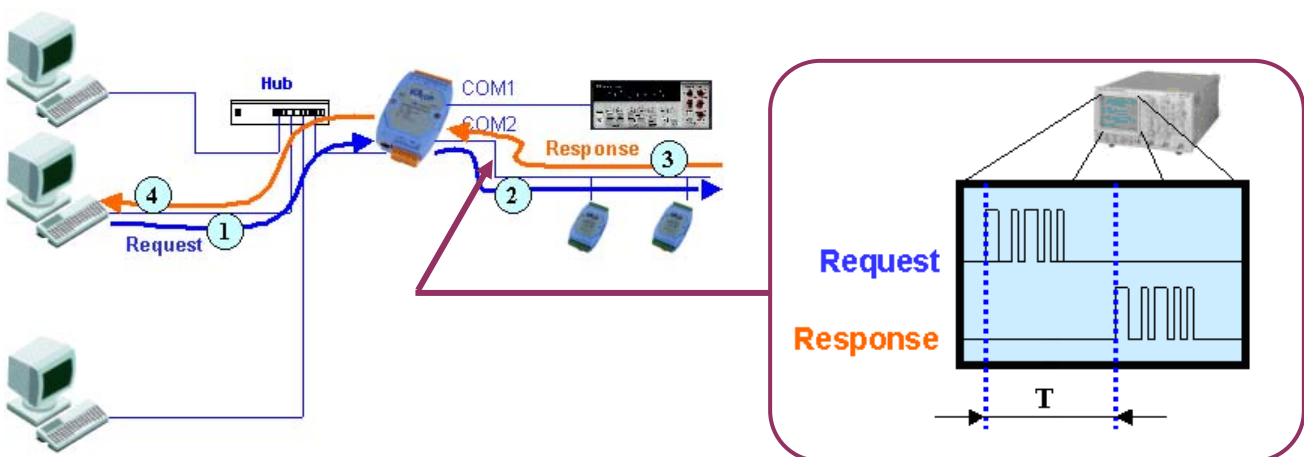 Hub
COM1
COM2
Response
3
4
2
1
Request
Request
Response
T